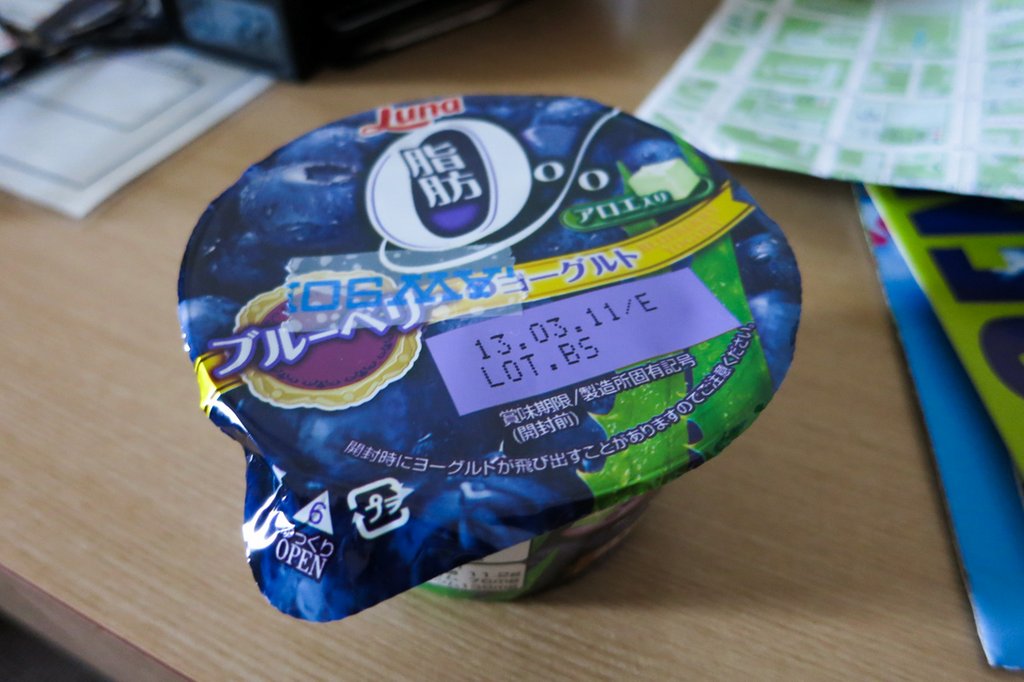 Luna
脂肪
0%
アロエ入り
ブルーベリーヨーグルト
13.03.11/E
LOT.BS
賞味期限/製造所固有記号
(開封前)
開封時にヨーグルトが飛び出すことがありますのでご注意ください
6
プラ
ゆっくり
OPEN